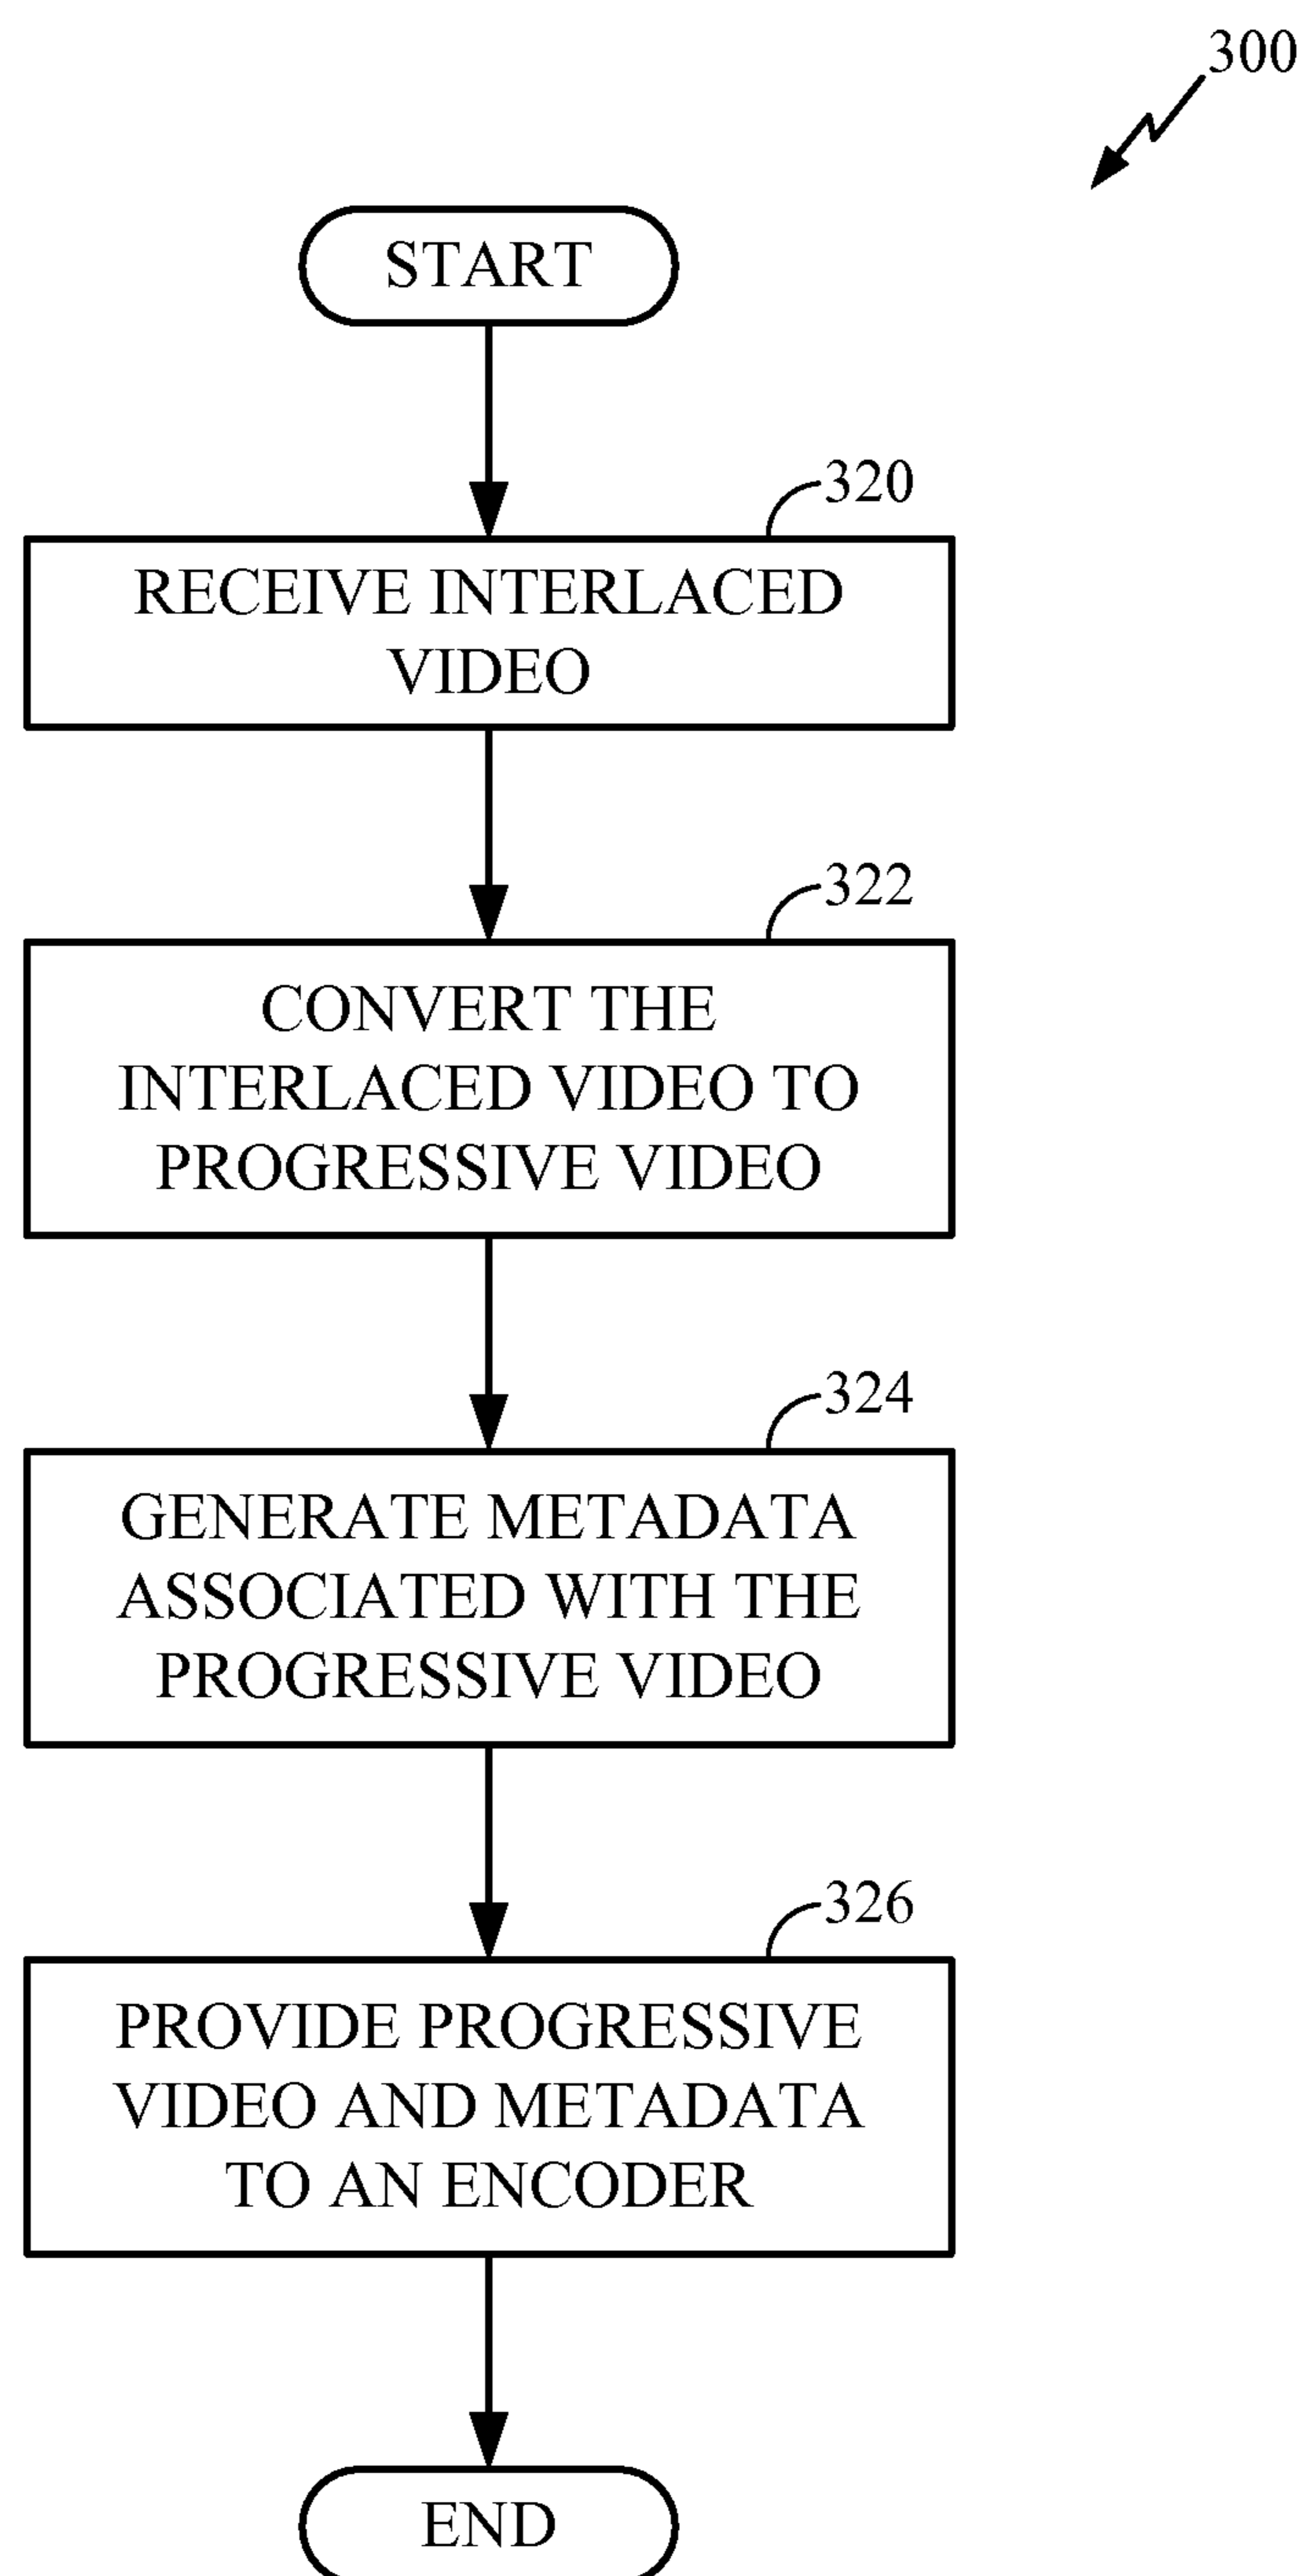 300
START
320
RECEIVE INTERLACED
VIDEO
322
CONVERT THE
INTERLACED VIDEO TO
PROGRESSIVE VIDEO
324
GENERATE METADATA
ASSOCIATED WITH THE
PROGRESSIVE VIDEO
326
PROVIDE PROGRESSIVE
VIDEO AND METADATA
TO AN ENCODER
END